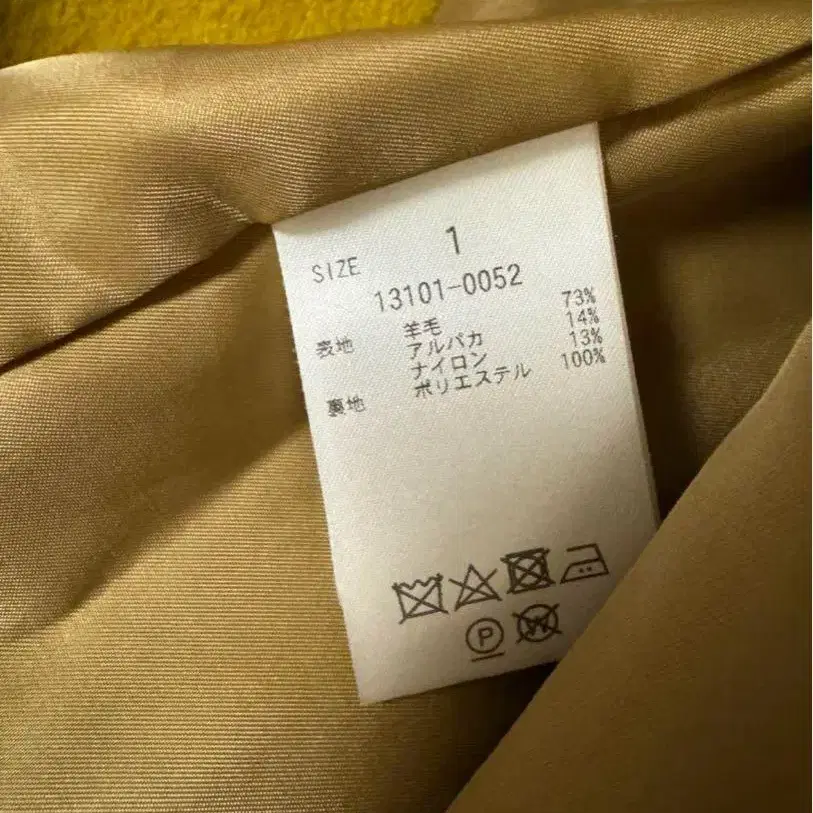 SIZE 1
13101-0052
表地 羊毛 73%
アルパカ 14%
ナイロン 13%
裏地 ポリエステル 100%
P
W